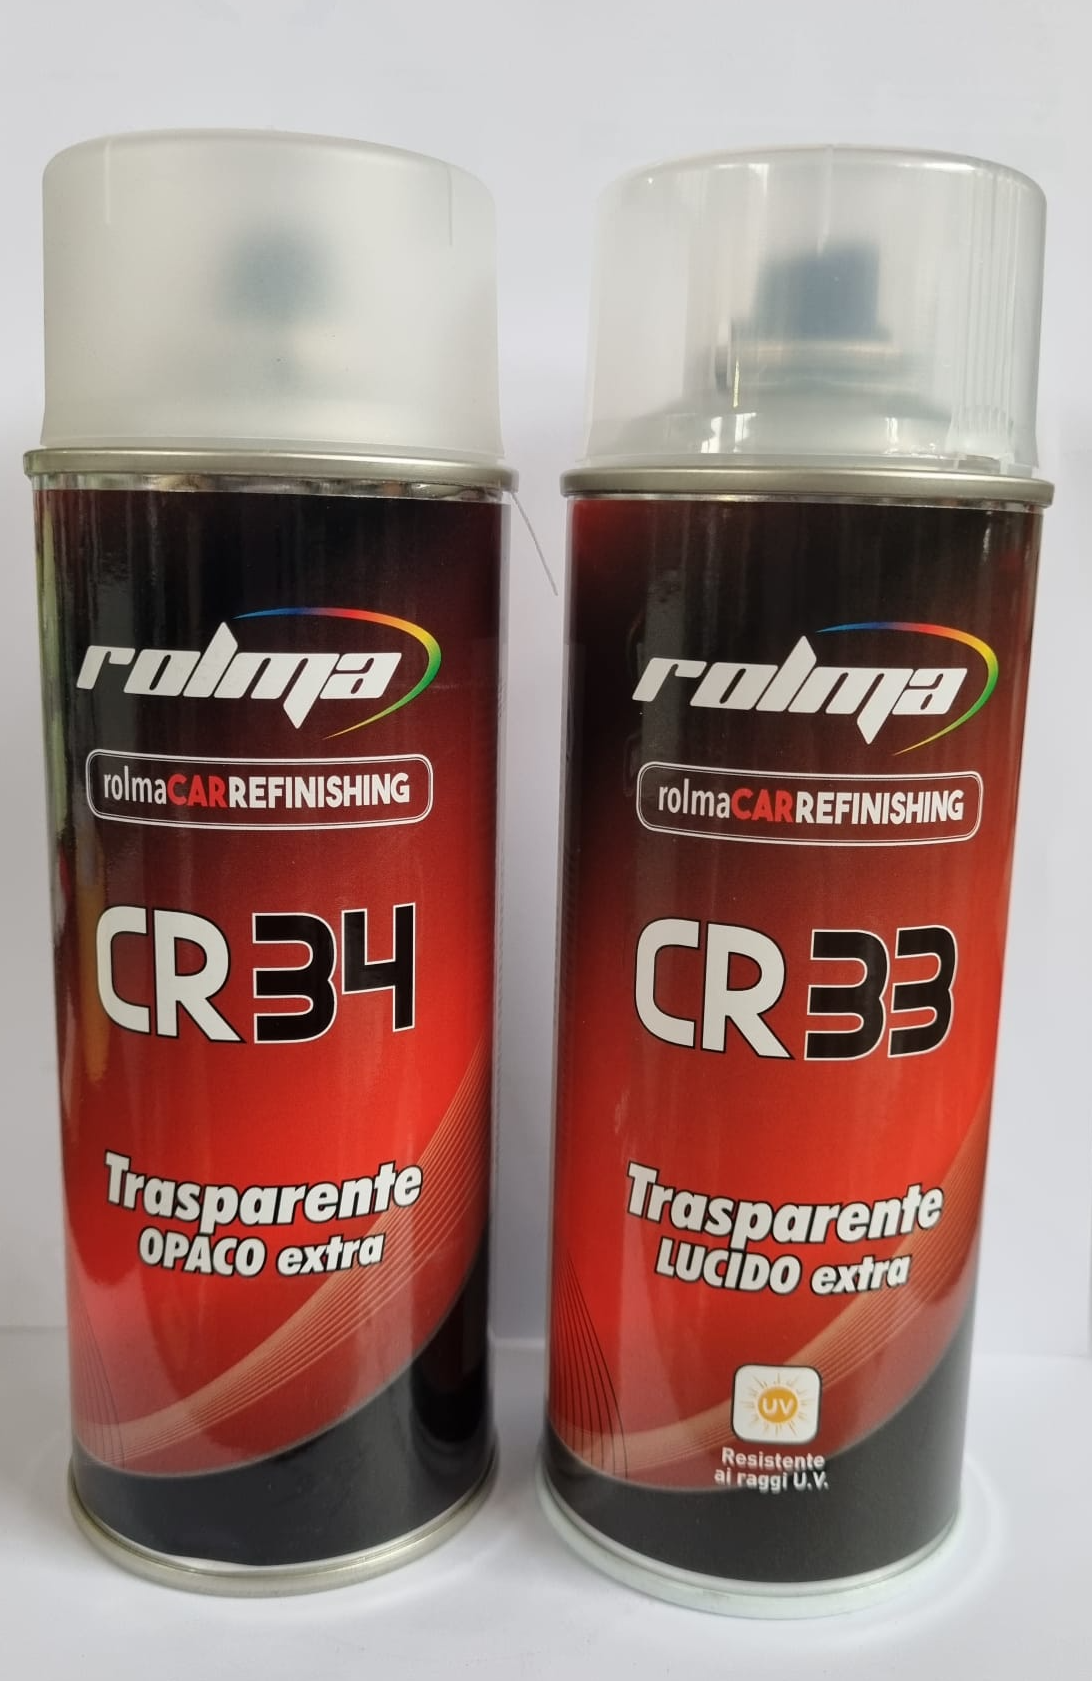 rolma
rolmaCARREFINISHING
CR34
Trasparente
OPACO extra
rolma
rolmaCARREFINISHING
CR33
Trasparente
LUCIDO extra
UV
Resistente
ai raggi U.V.